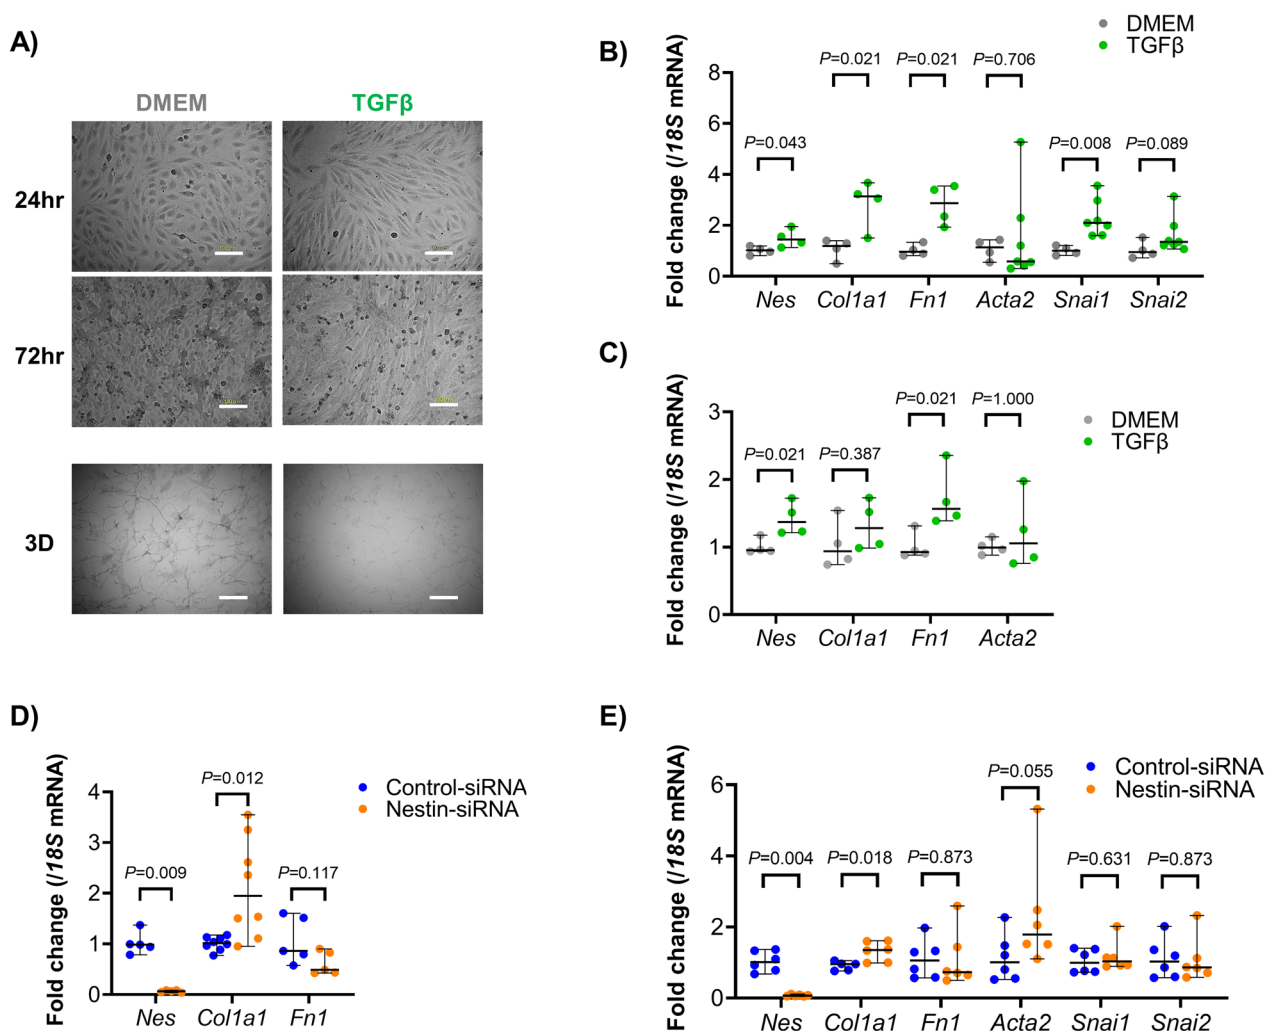 A)
DMEM
TGFβ
24hr
72hr
3D
B)
DMEM
TGFβ
P=0.021
P=0.021
P=0.706
P=0.043
P=0.008
P=0.089
Fold change (/18S mRNA)
8
6
4
2
0
Nes
Col1a1
Fn1
Acta2
Snai1
Snai2
C)
DMEM
TGFβ
P=0.021
P=1.000
P=0.021
P=0.387
Fold change (/18S mRNA)
3
2
1
0
Nes
Col1a1
Fn1
Acta2
D)
Control-siRNA
Nestin-siRNA
P=0.012
P=0.009
P=0.117
Fold change (/18S mRNA)
4
3
2
1
0
Nes
Col1a1
Fn1
E)
Control-siRNA
Nestin-siRNA
P=0.055
P=0.004
P=0.018
P=0.873
P=0.631
P=0.873
Fold change (/18S mRNA)
6
4
2
0
Nes
Col1a1
Fn1
Acta2
Snai1
Snai2